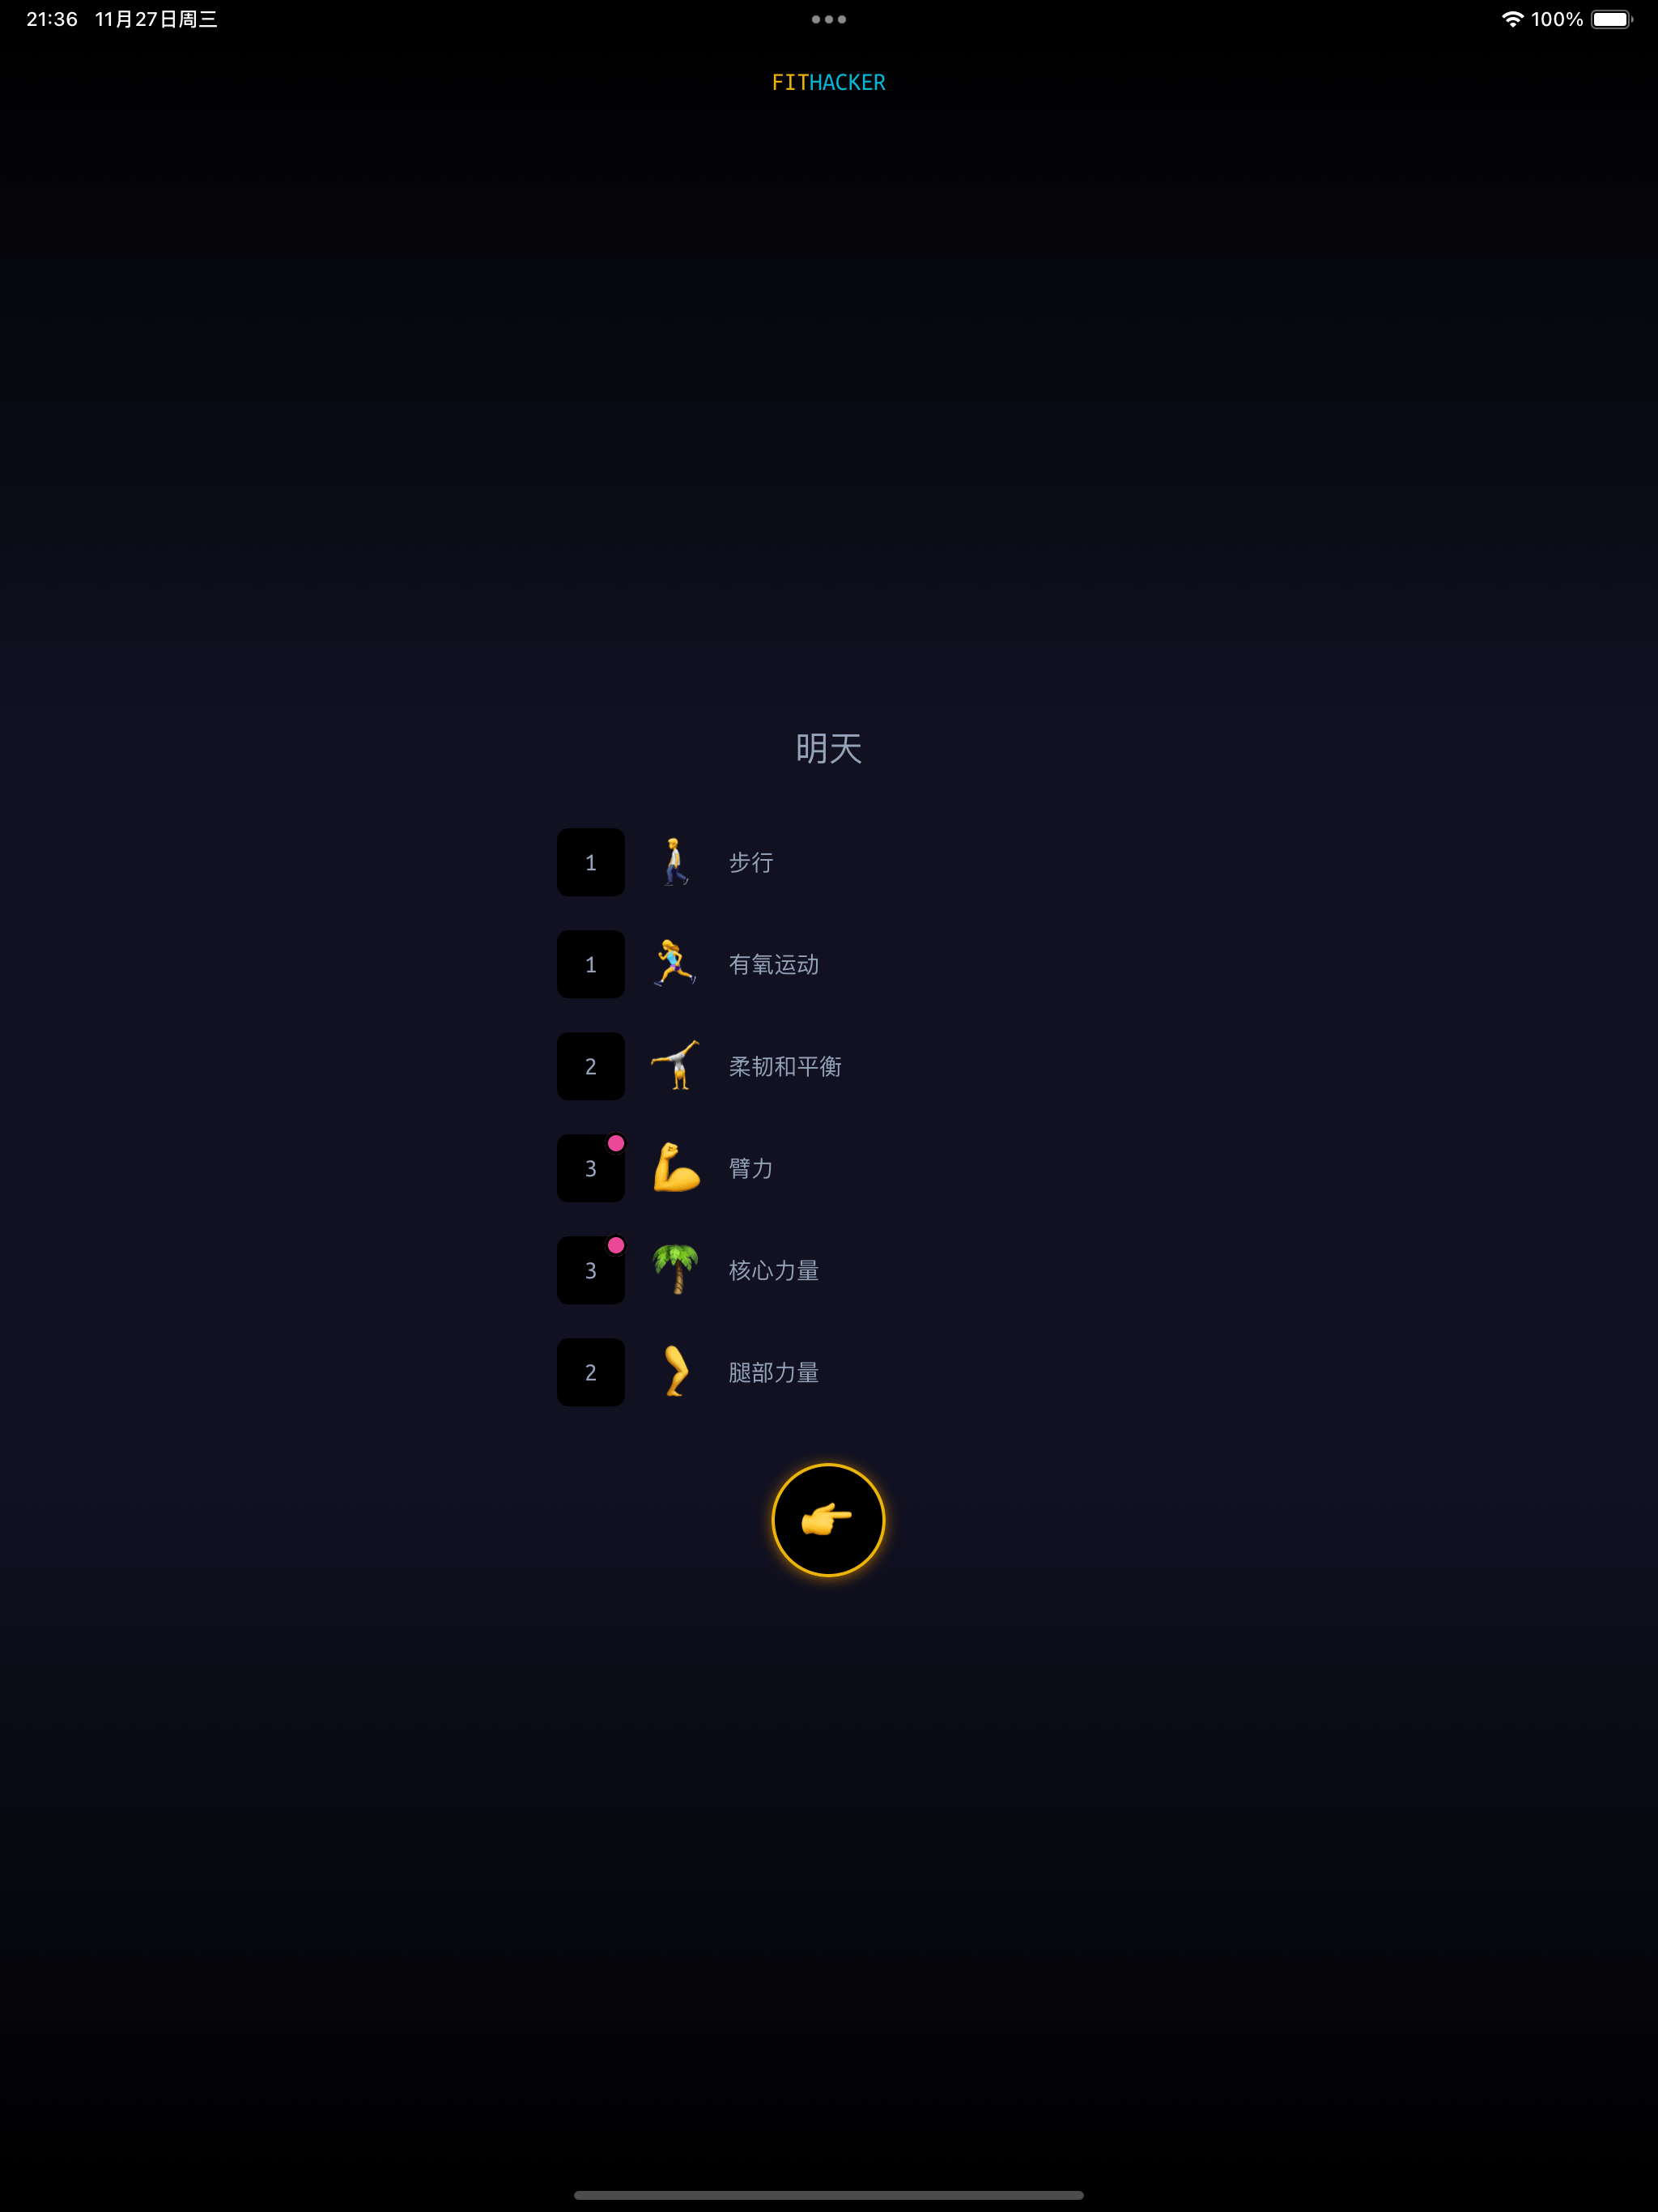 21:36 11月27日周三 100%
FITHACKER
明天
1 步行
1 有氧运动
2 柔韧和平衡
3 臂力
3 核心力量
2 腿部力量